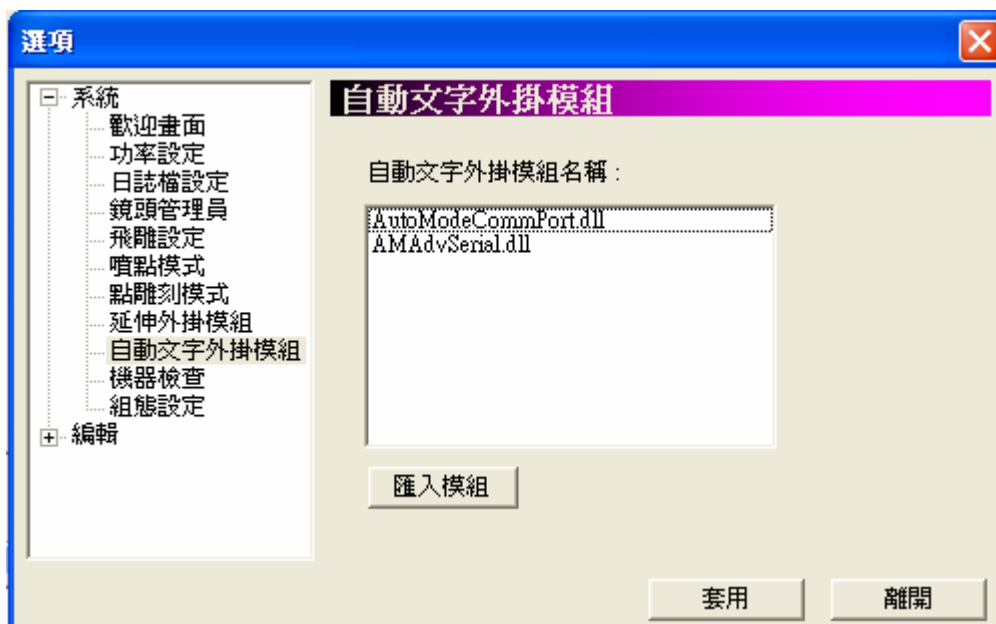 選項
系統
歡迎畫面
功率設定
日誌檔設定
鏡頭管理員
飛雕設定
噴點模式
點雕刻模式
延伸外掛模組
自動文字外掛模組
機器檢查
組態設定
編輯
自動文字外掛模組
自動文字外掛模組名稱：
AutoModeCommPort.dll
AMAdvSerial.dll
匯入模組
套用
離開